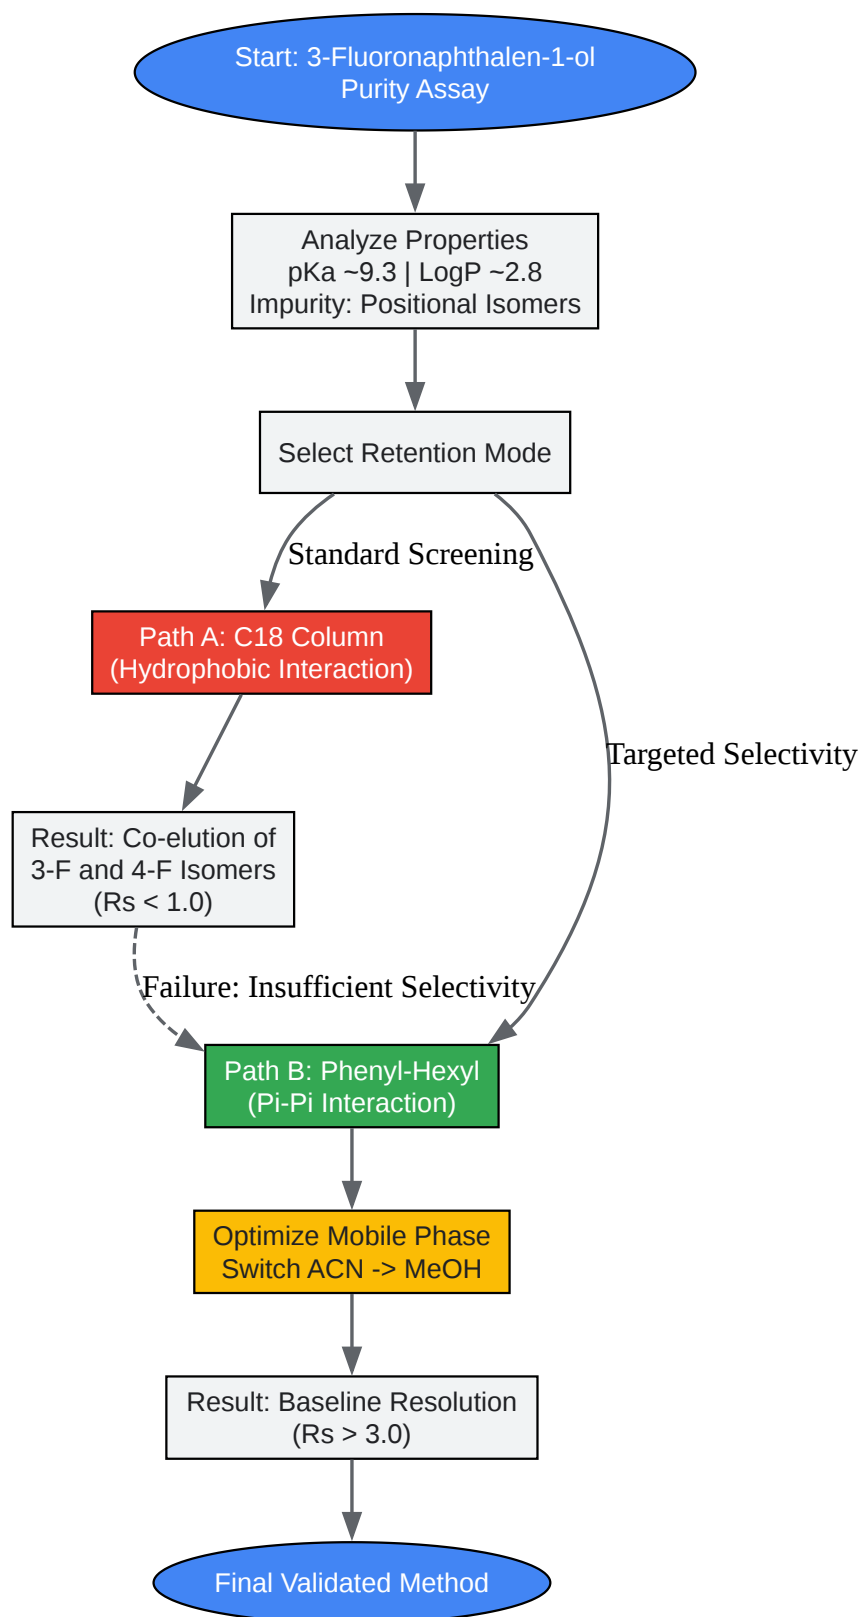 Start: 3-Fluoronaphthalen-1-ol
Purity Assay
Analyze Properties
pKa ~9.3 | LogP ~2.8
Impurity: Positional Isomers
Select Retention Mode
Standard Screening
Path A: C18 Column
(Hydrophobic Interaction)
Targeted Selectivity
Result: Co-elution of
3-F and 4-F Isomers
(Rs < 1.0)
Failure: Insufficient Selectivity
Path B: Phenyl-Hexyl
(Pi-Pi Interaction)
Optimize Mobile Phase
Switch ACN -> MeOH
Result: Baseline Resolution
(Rs > 3.0)
Final Validated Method